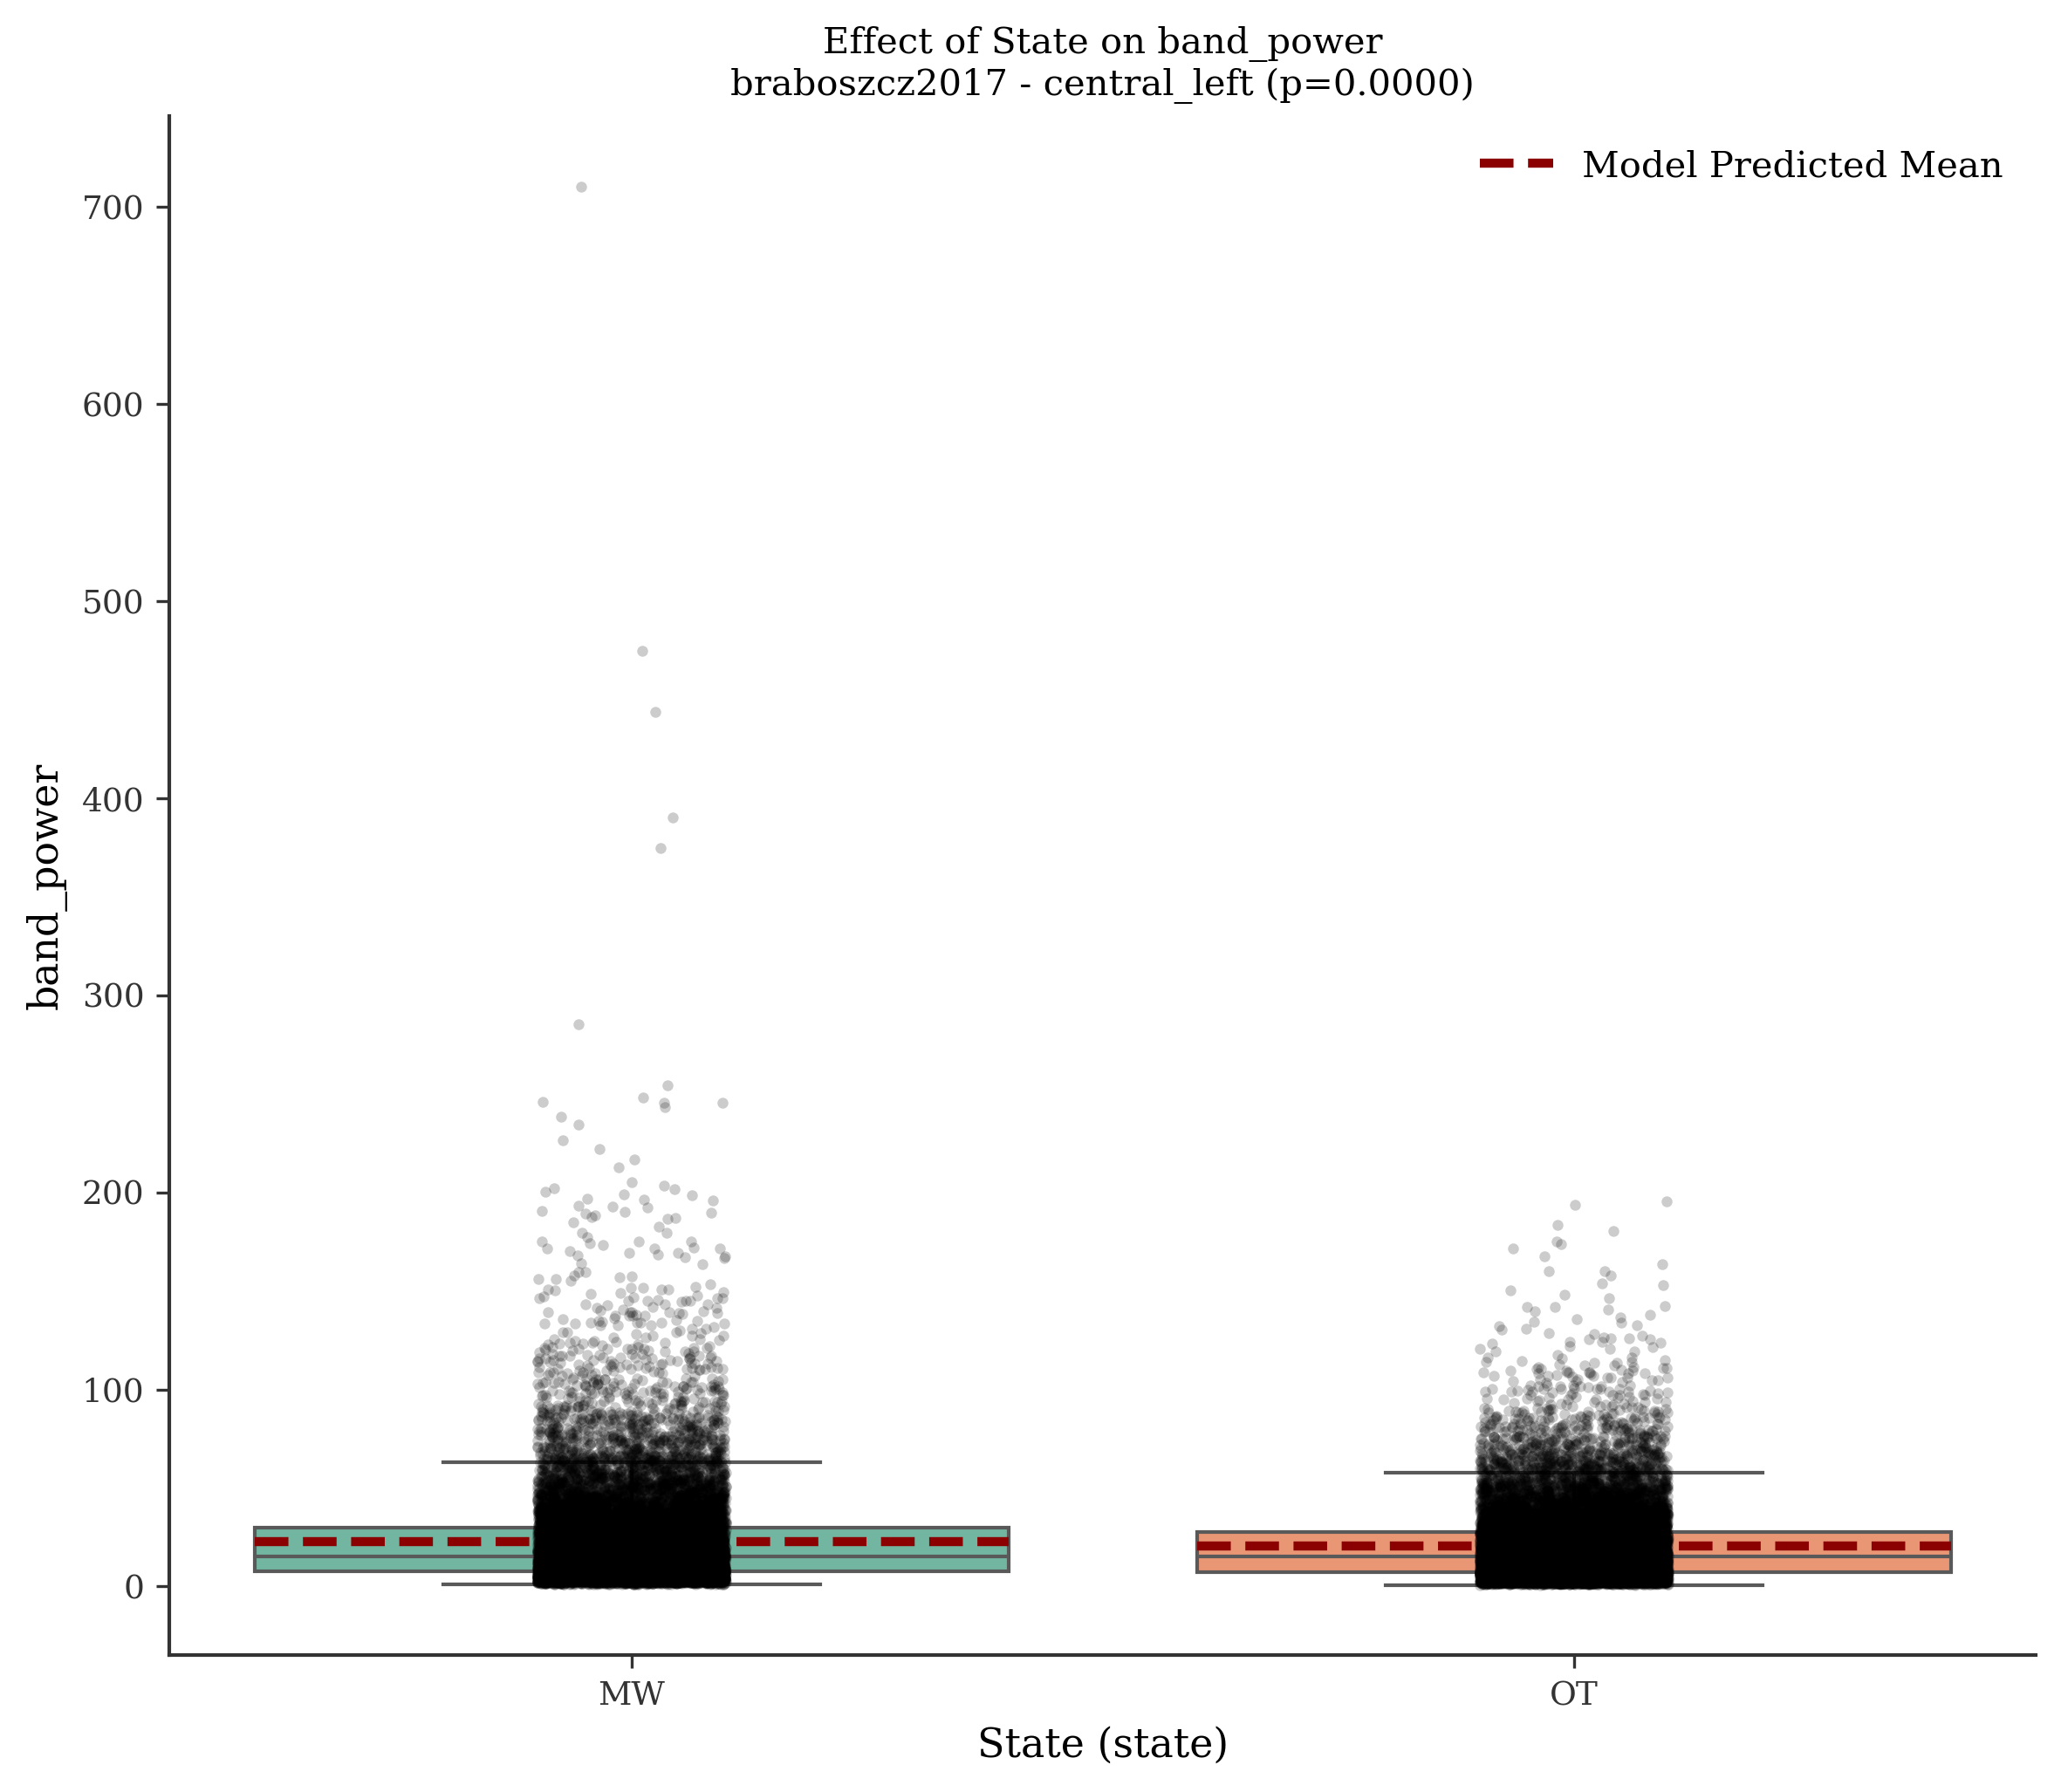 Effect of State on band_power
braboszcz2017 - central_left (p=0.0000)
Model Predicted Mean
700
600
500
400
300
200
100
0
band_power
MW
OT
State (state)